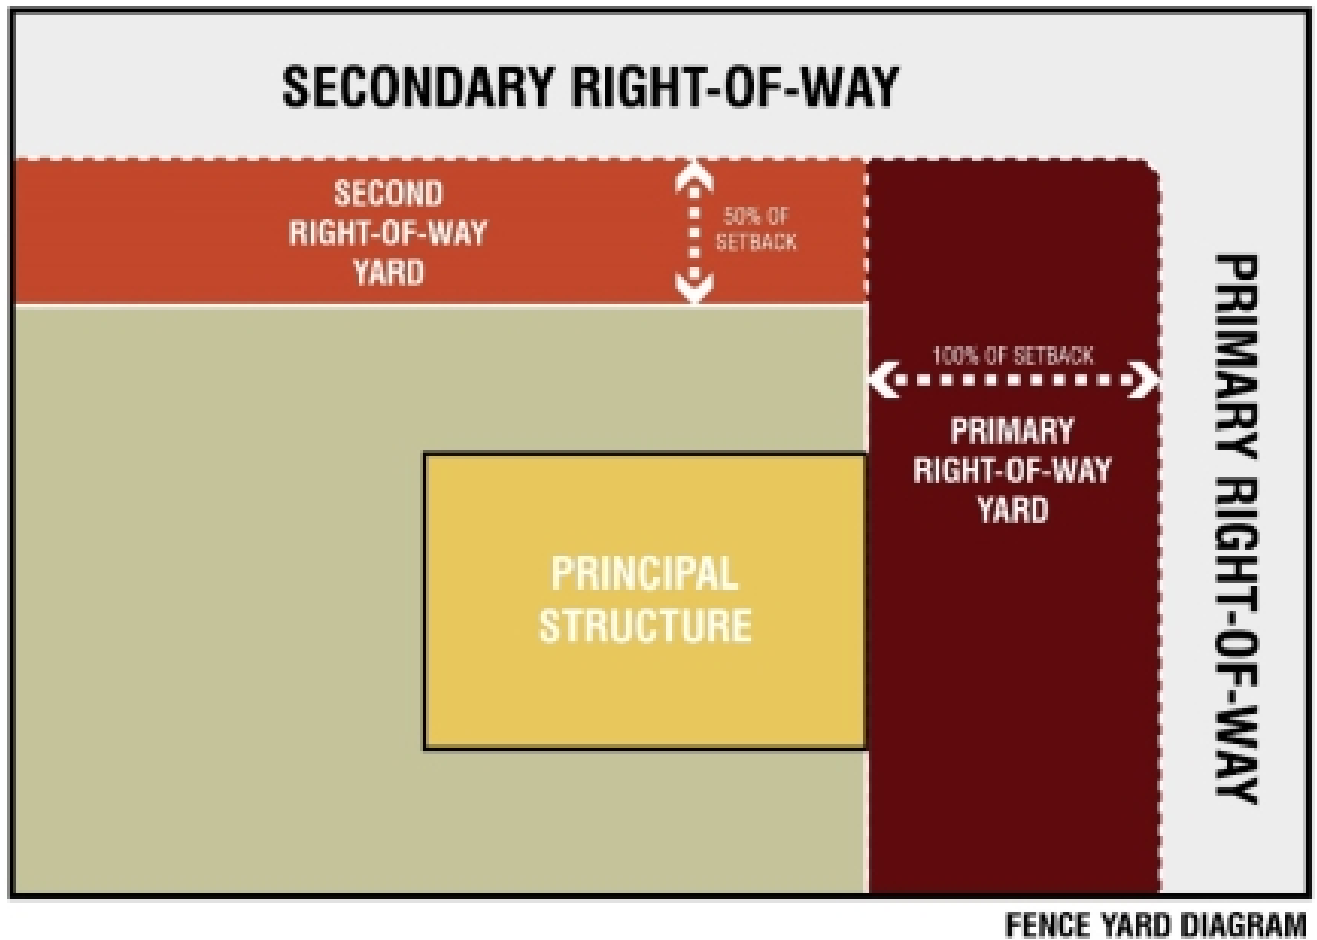 SECONDARY RIGHT-OF-WAY
SECOND
RIGHT-OF-WAY
YARD
50% OF
SETBACK
100% OF SETBACK
PRIMARY
RIGHT-OF-WAY
YARD
PRIMARY RIGHT-OF-WAY
PRINCIPAL
STRUCTURE
FENCE YARD DIAGRAM